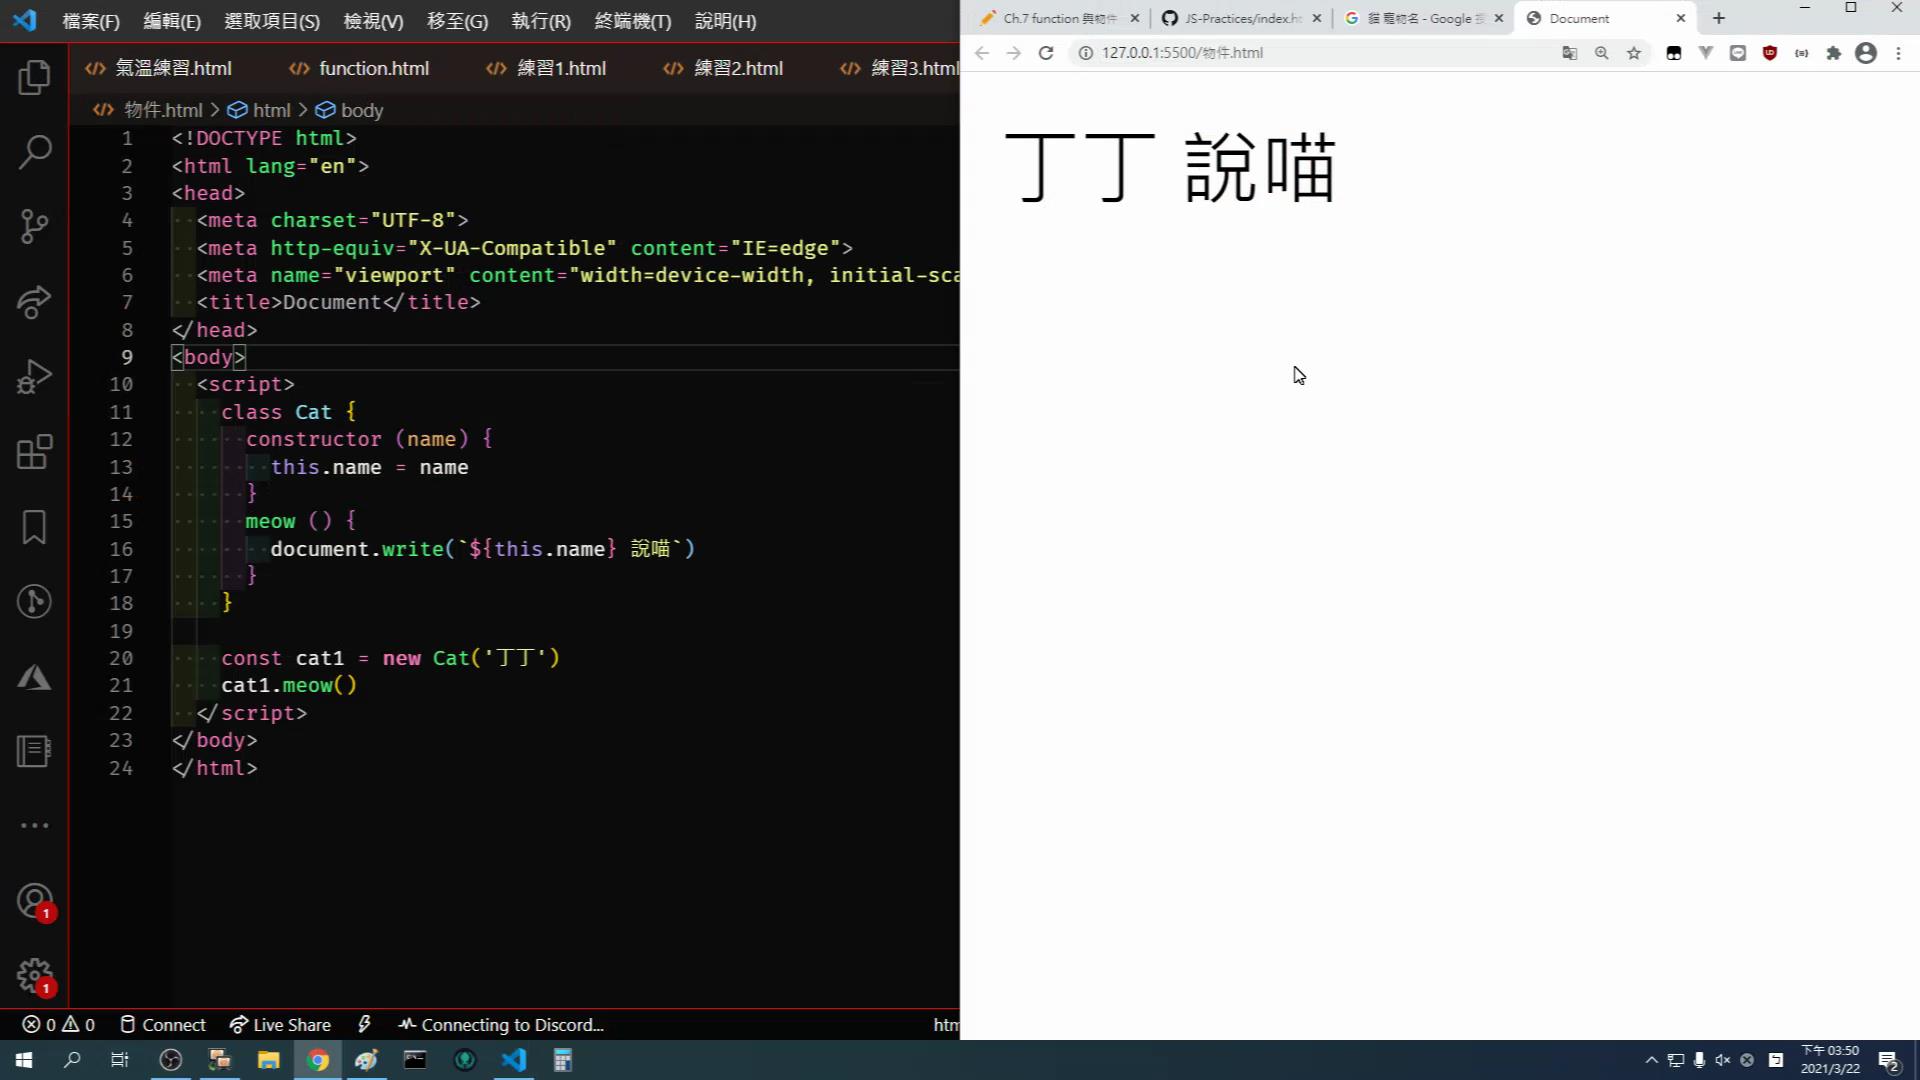 檔案(F) 編輯(E) 選取項目(S) 檢視(V) 移至(G) 執行(R) 終端機(T) 說明(H)
氣溫練習.html function.html 練習1.html 練習2.html 練習3.html
物件.html > html > body
1 <!DOCTYPE html>
2 <html lang="en">
3 <head>
4 <meta charset="UTF-8">
5 <meta http-equiv="X-UA-Compatible" content="IE=edge">
6 <meta name="viewport" content="width=device-width, initial-sca
7 <title>Document</title>
8 </head>
9 <body>
10 <script>
11 class Cat {
12 constructor (name) {
13 this.name = name
14 }
15 meow () {
16 document.write(`${this.name} 說喵`)
17 }
18 }
19
20 const cat1 = new Cat('丁丁')
21 cat1.meow()
22 </script>
23 </body>
24 </html>
1
1
0 0 Connect Live Share Connecting to Discord... htm
Ch.7 function 與物件 JS-Practices/index.h 貓 寵物名 - Google Document
127.0.0.1:5500/物件.html
丁丁 說喵
下午 03:50
2021/3/22
2